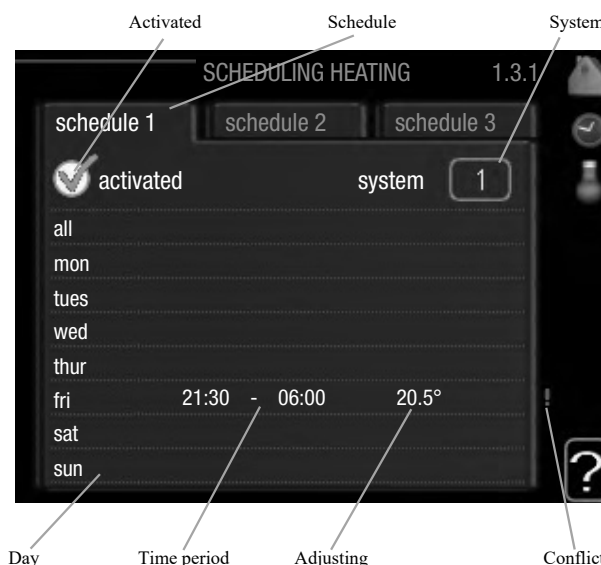 Activated Schedule System
SCHEDULING HEATING 1.3.1
schedule 1 schedule 2 schedule 3
activated system 1
all
mon
tues
wed
thur
fri 21:30 - 06:00 20.5° !
sat
sun
?
Day Time period Adjusting Conflict